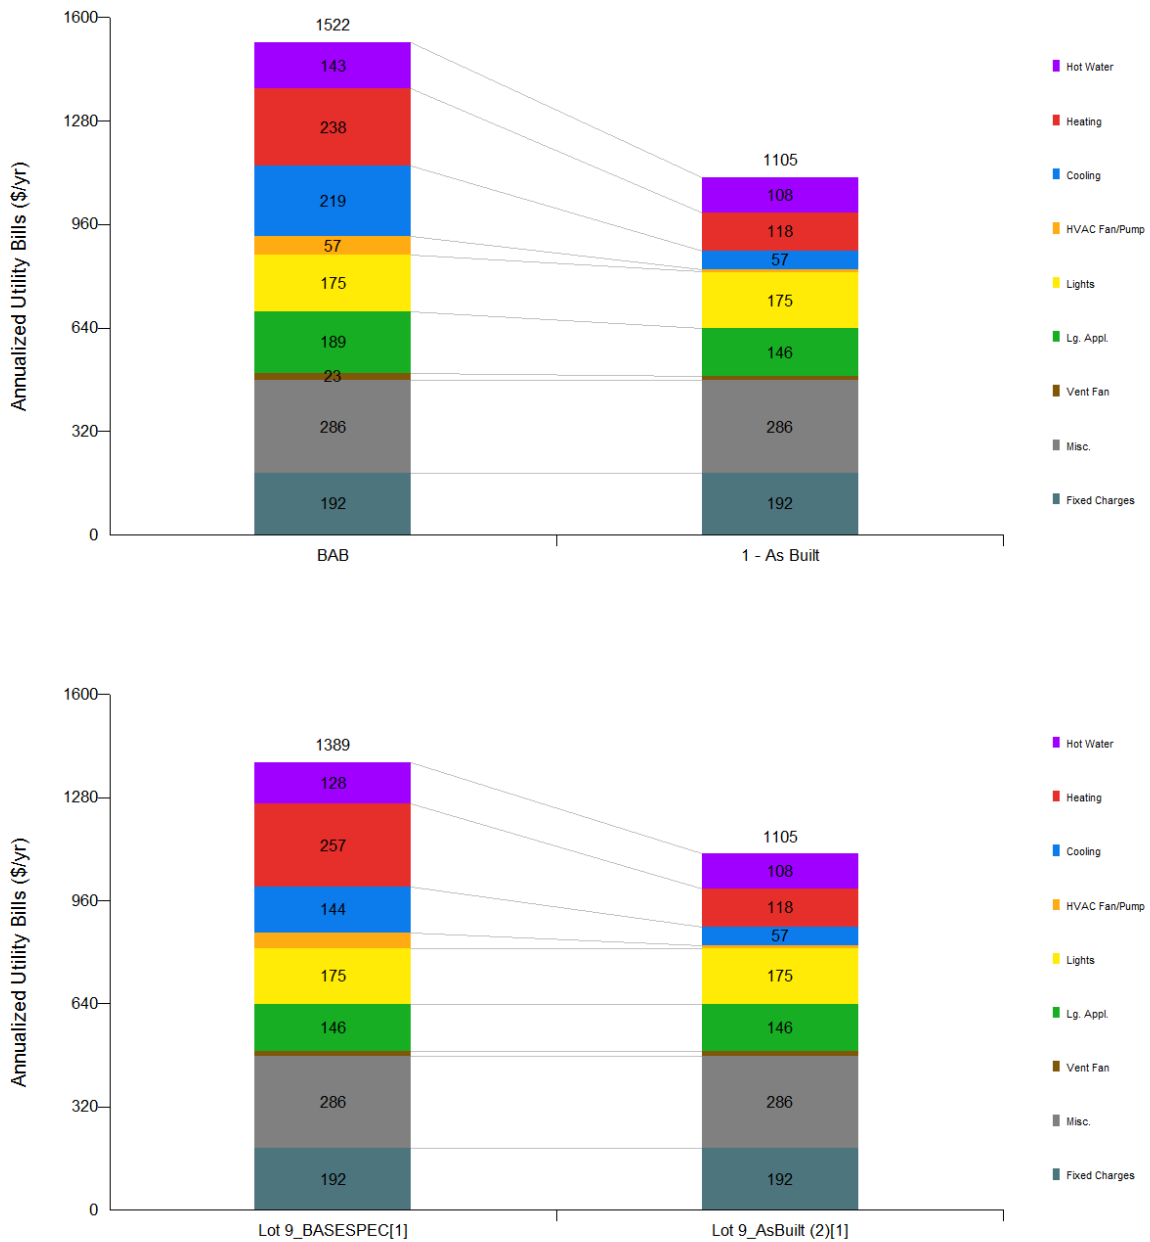 1600
1522
143
Hot Water
Heating
1280
238
1105
Cooling
219
108
960
118
HVAC Fan/Pump
57
57
175
175
Lights
640
189
146
Lg. Appl.
23
Vent Fan
320
286
286
Misc.
192
192
Fixed Charges
0
BAB
1 - As Built
Annualized Utility Bills ($/yr)
1600
1389
Hot Water
128
Heating
1280
257
1105
Cooling
108
960
144
118
HVAC Fan/Pump
57
175
175
Lights
640
146
146
Lg. Appl.
Vent Fan
320
286
286
Misc.
192
192
Fixed Charges
0
Lot 9_BASESPEC[1]
Lot 9_AsBuilt (2)[1]
Annualized Utility Bills ($/yr)